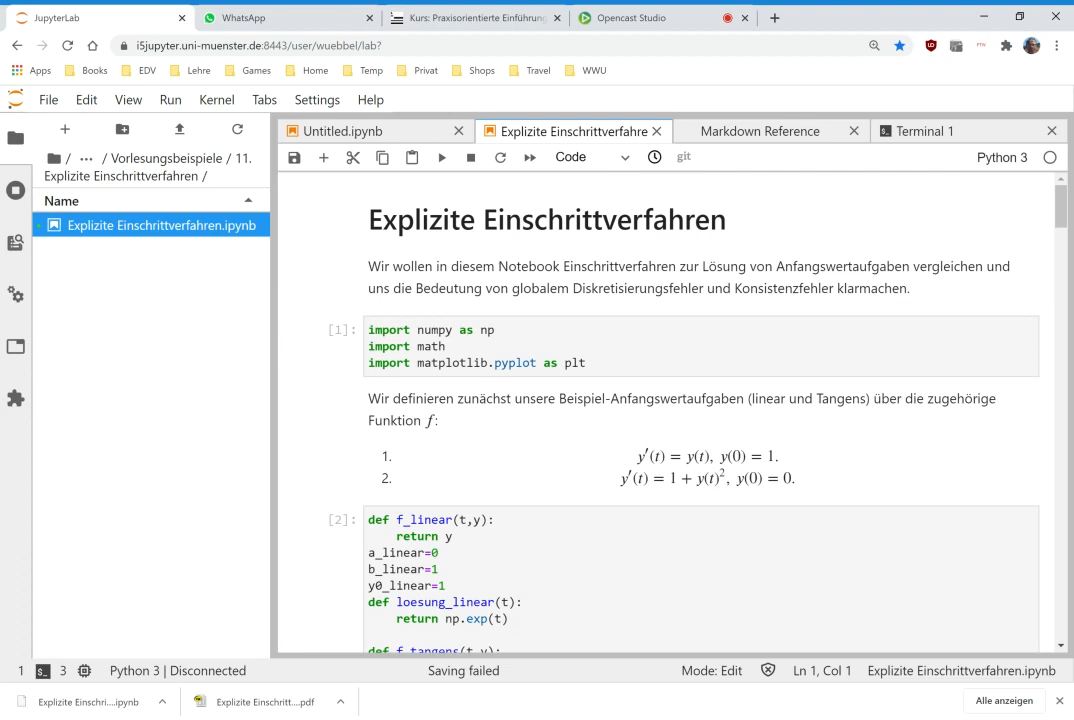 JupyterLab
WhatsApp
Kurs: Praxisorientierte Einführung
Opencast Studio
i5jupyter.uni-muenster.de:8443/user/wuebbel/lab?
Apps Books EDV Lehre Games Home Temp Privat Shops Travel WWU
File Edit View Run Kernel Tabs Settings Help
/ ··· / Vorlesungsbeispiele / 11.
Explizite Einschrittverfahren /
Name
Explizite Einschrittverfahren.ipynb
Untitled.ipynb
Explizite Einschrittverfahre
Markdown Reference
Terminal 1
Code
git
Python 3
Explizite Einschrittverfahren
Wir wollen in diesem Notebook Einschrittverfahren zur Lösung von Anfangswertaufgaben vergleichen und
uns die Bedeutung von globalem Diskretisierungsfehler und Konsistenzfehler klarmachen.
[1]: import numpy as np
import math
import matplotlib.pyplot as plt
Wir definieren zunächst unsere Beispiel-Anfangswertaufgaben (linear und Tangens) über die zugehörige
Funktion f:
1. y′(t) = y(t), y(0) = 1.
2. y′(t) = 1 + y(t)², y(0) = 0.
[2]: def f_linear(t,y):
return y
a_linear=0
b_linear=1
y0_linear=1
def loesung_linear(t):
return np.exp(t)
def f_tangens(t,y):
1 3 Python 3 | Disconnected Saving failed Mode: Edit Ln 1, Col 1 Explizite Einschrittverfahren.ipynb
Explizite Einschri....ipynb
Explizite Einschritt....pdf
Alle anzeigen